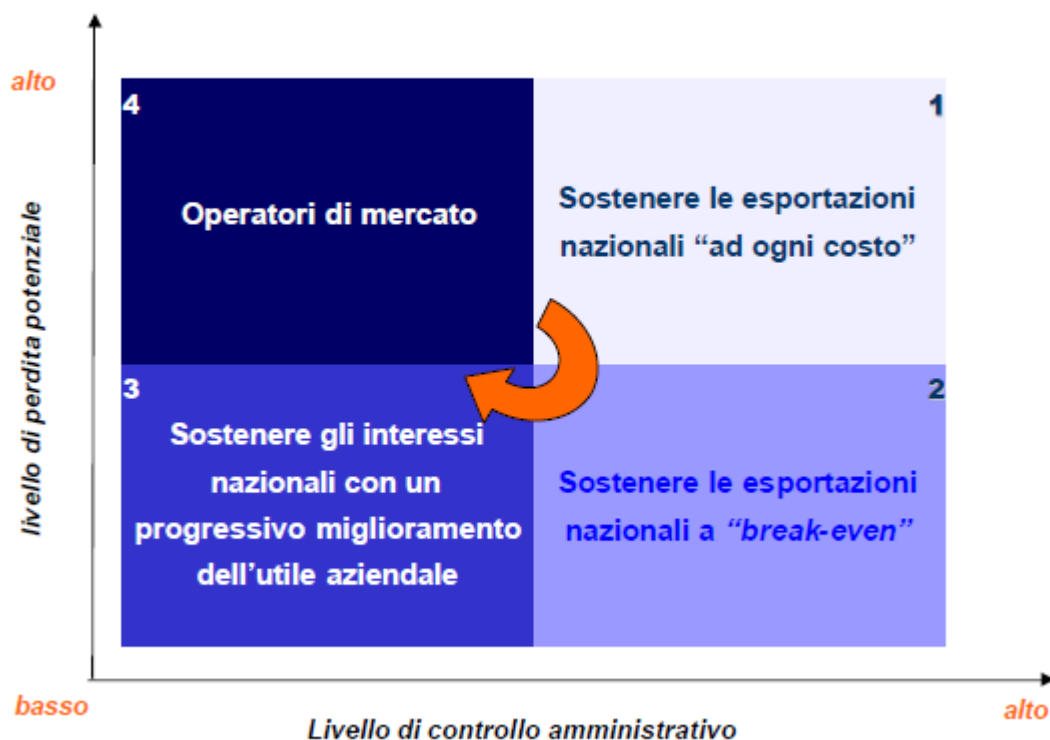 alto
4
1
Operatori di mercato
Sostenere le esportazioni
nazionali “ad ogni costo”
livello di perdita potenziale
3
2
Sostenere gli interessi
nazionali con un
progressivo miglioramento
dell’utile aziendale
Sostenere le esportazioni
nazionali a “break-even”
basso
Livello di controllo amministrativo
alto